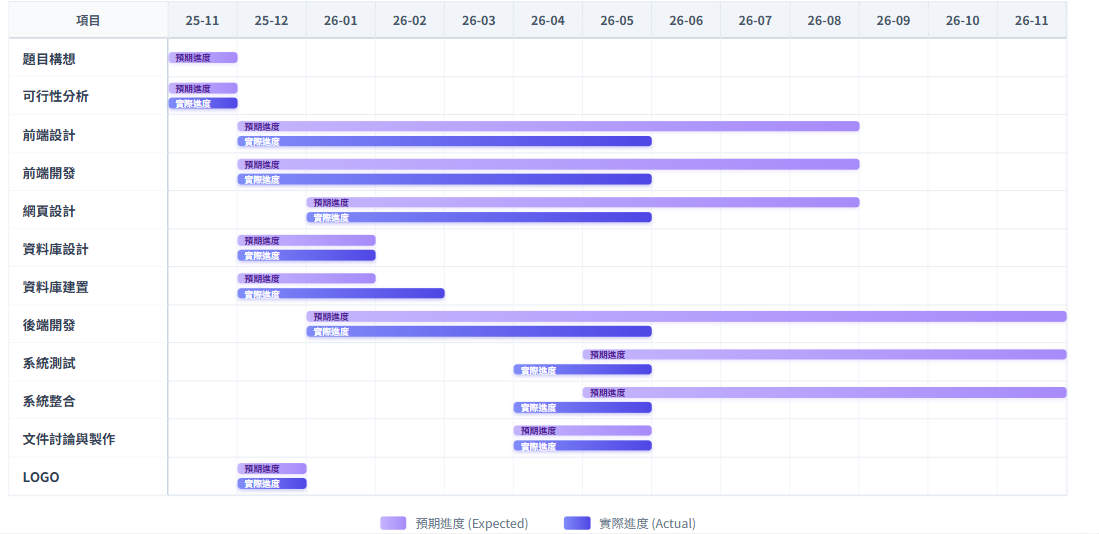 項目 25-11 25-12 26-01 26-02 26-03 26-04 26-05 26-06 26-07 26-08 26-09 26-10 26-11
題目構想 預期進度
可行性分析 預期進度
實際進度
前端設計 預期進度
實際進度
前端開發 預期進度
實際進度
網頁設計 預期進度
實際進度
資料庫設計 預期進度
實際進度
資料庫建置 預期進度
實際進度
後端開發 預期進度
實際進度
系統測試 預期進度
實際進度
系統整合 預期進度
實際進度
文件討論與製作 預期進度
實際進度
LOGO 預期進度
實際進度
預期進度 (Expected) 實際進度 (Actual)